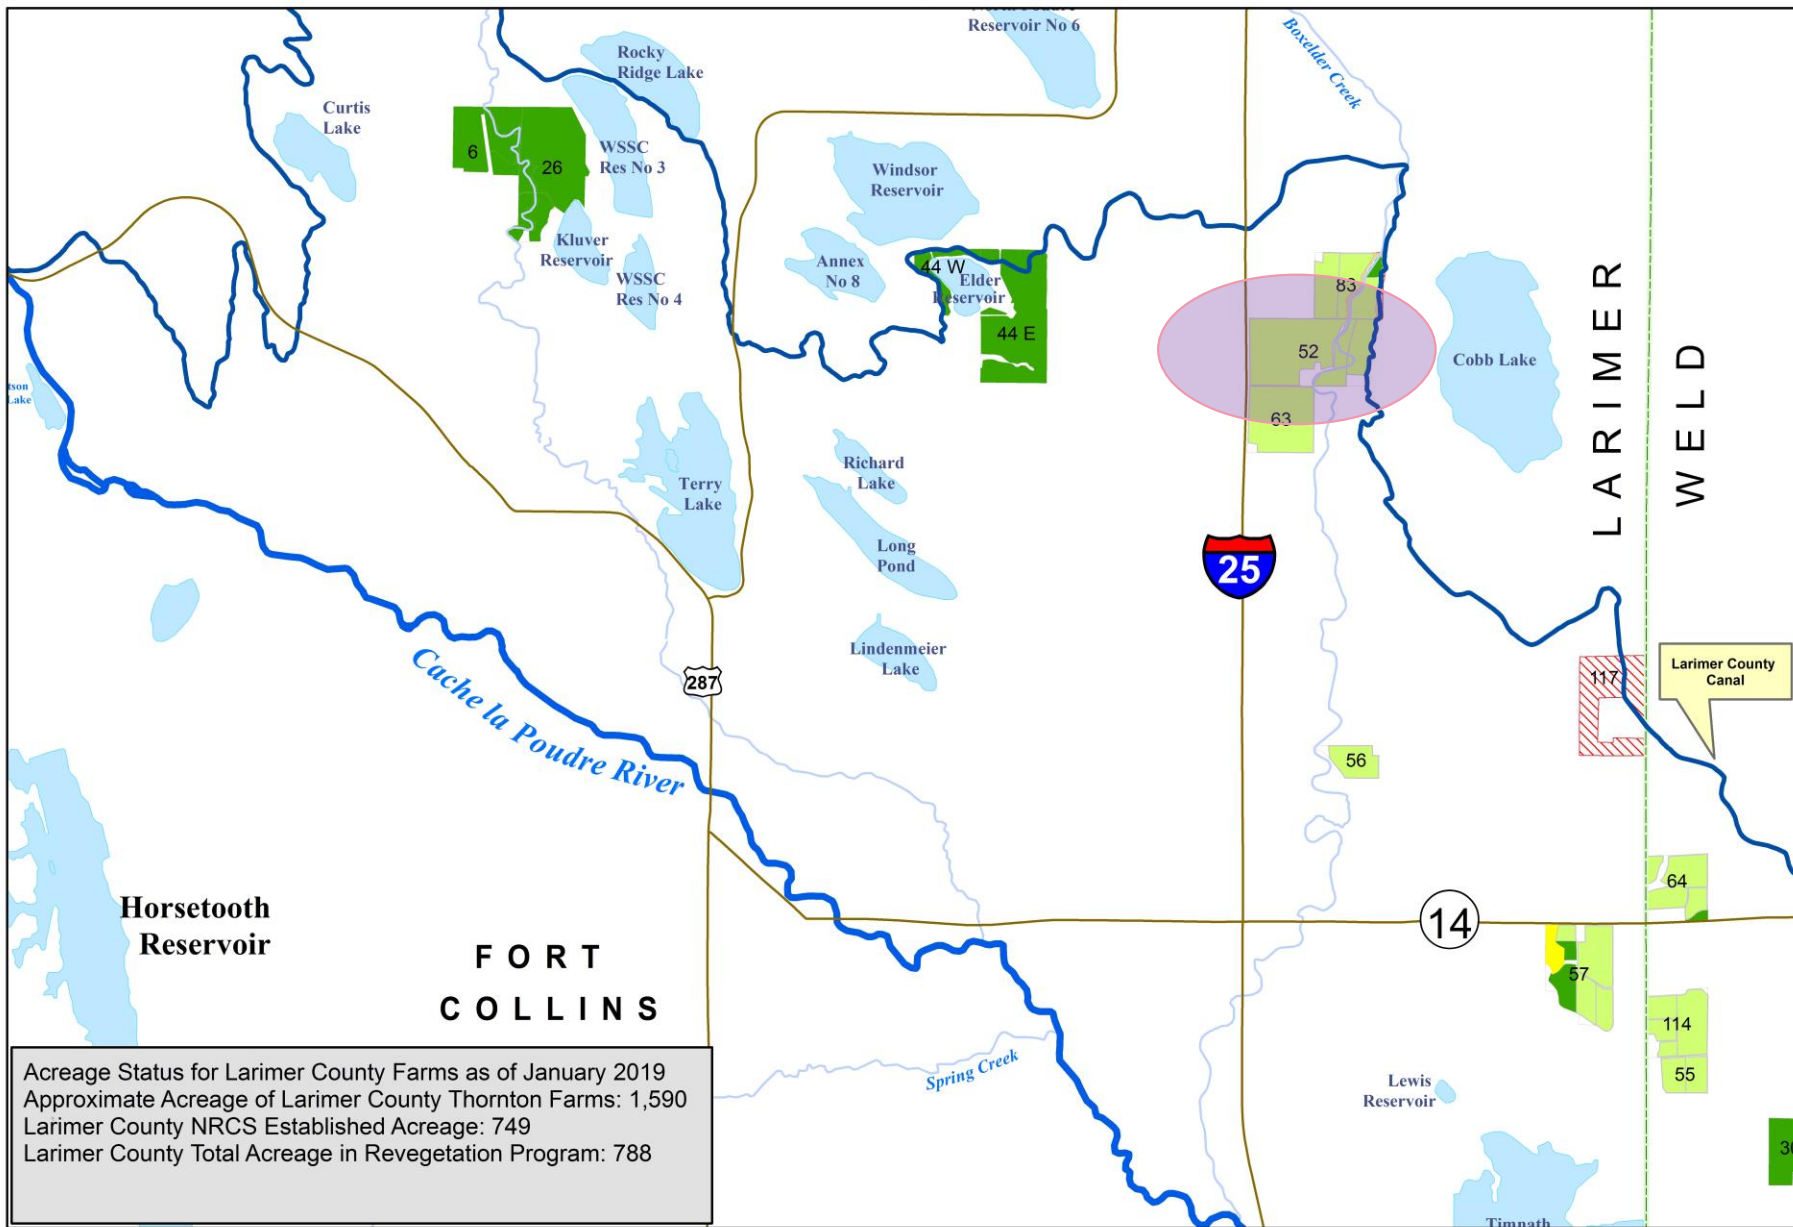 Reservoir No 6
Boxelder Creek
Rocky
Ridge Lake
Curtis
Lake
6
26
WSSC
Res No 3
Windsor
Reservoir
Kluver
Reservoir
WSSC
Res No 4
Annex
No 8
44 W
Elder
Reservoir
44 E
83
52
63
Cobb Lake
LARIMER
WELD
Lake
Terry
Lake
Richard
Lake
Long
Pond
25
Lindenmeier
Lake
287
Cache la Poudre River
117
Larimer County
Canal
56
64
14
Horsetooth
Reservoir
FORT
COLLINS
57
114
55
Spring Creek
Lewis
Reservoir
Acreage Status for Larimer County Farms as of January 2019
Approximate Acreage of Larimer County Thornton Farms: 1,590
Larimer County NRCS Established Acreage: 749
Larimer County Total Acreage in Revegetation Program: 788
Timnath